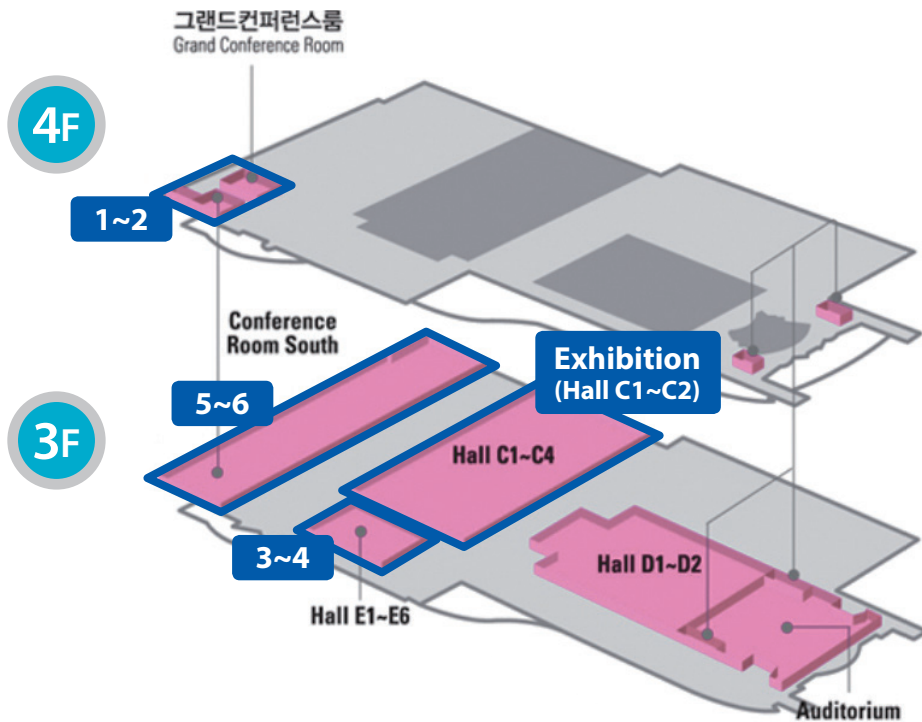 그랜드컨퍼런스룸
Grand Conference Room
4F
1~2
Conference
Room South
Exhibition
(Hall C1~C2)
5~6
3F
Hall C1~C4
3~4
Hall D1~D2
Hall E1~E6
Auditorium